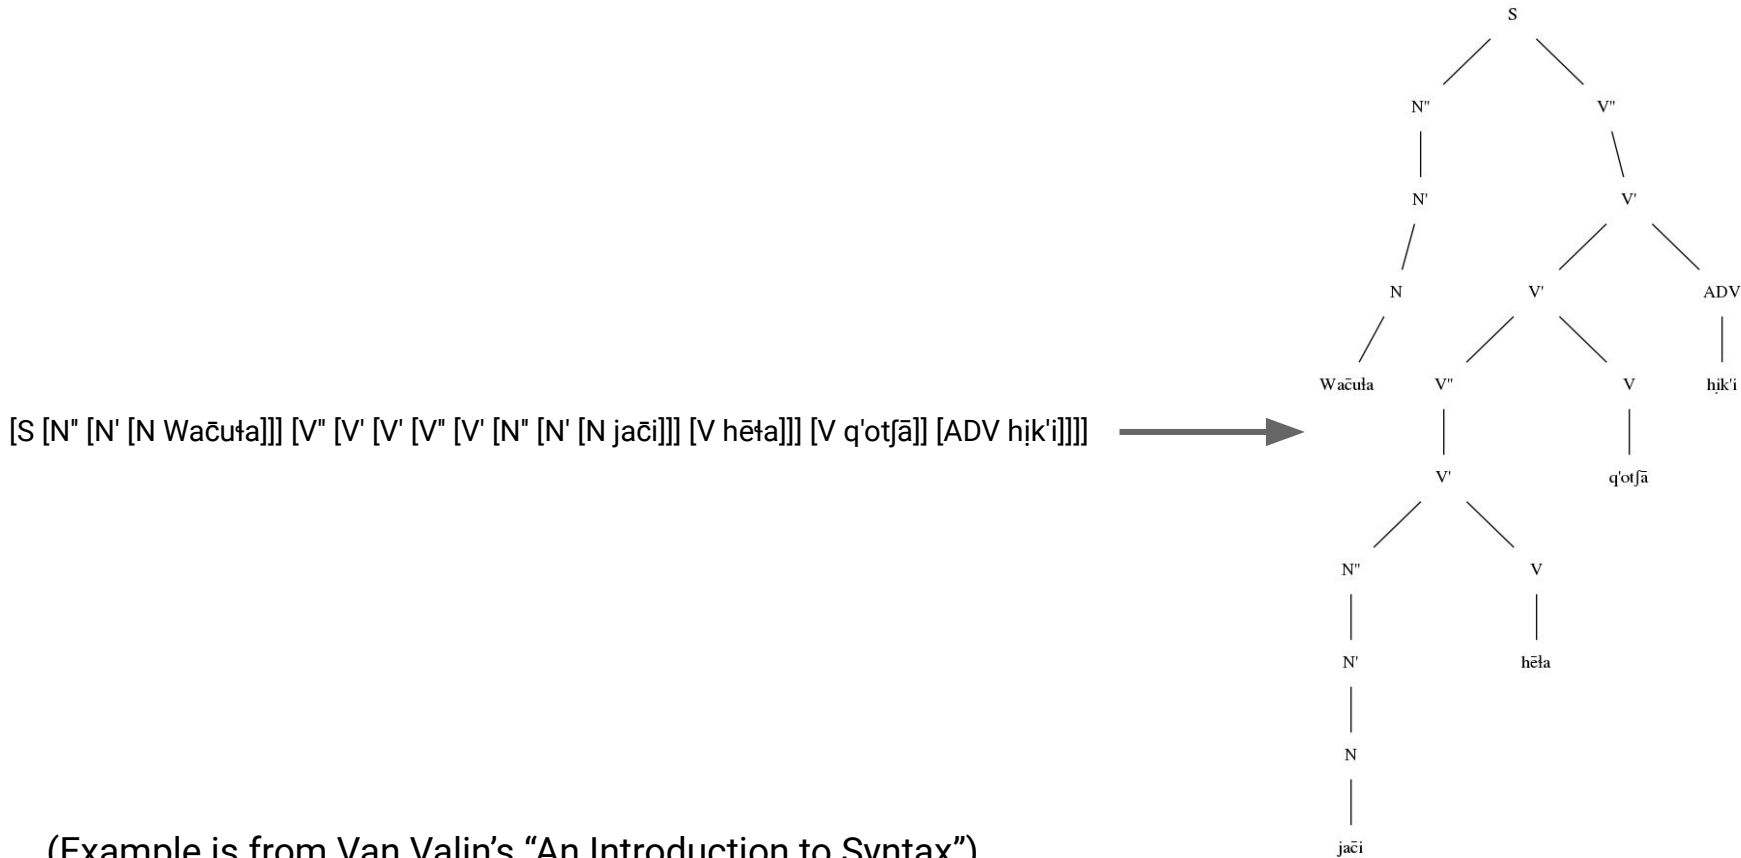 S
N" V"
N' V'
N V' ADV
Wac̄uɬa V" V hịk'i
[S [N" [N' [N Wac̄uɬa]]] [V" [V' [V' [V" [V' [N" [N' [N jac̄i]]] [V hēɬa]]] [V q'otʃā]] [ADV hịk'i]]]]
V' q'otʃā
N" V
N' hēɬa
N
jac̄i
(Example is from Van Valin’s “An Introduction to Syntax”)